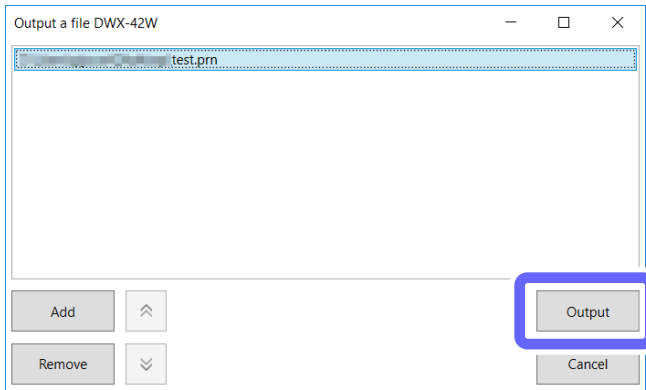 Output a file DWX-42W
test.prn
Add
Output
Remove
Cancel